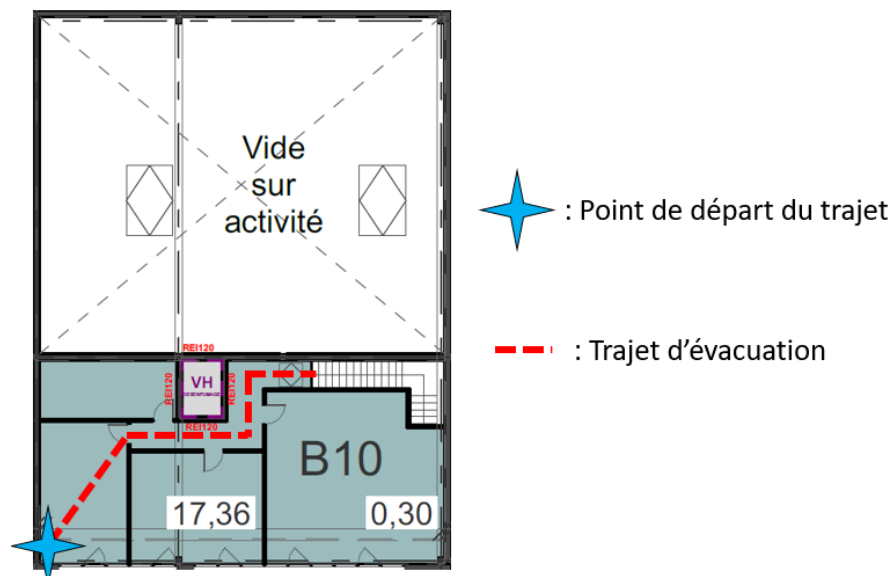 Vide
sur
activité
: Point de départ du trajet
: Trajet d’évacuation
REI120
REI120
VH
DESENFUMAGE
REI120
REI120
B10
17,36
0,30